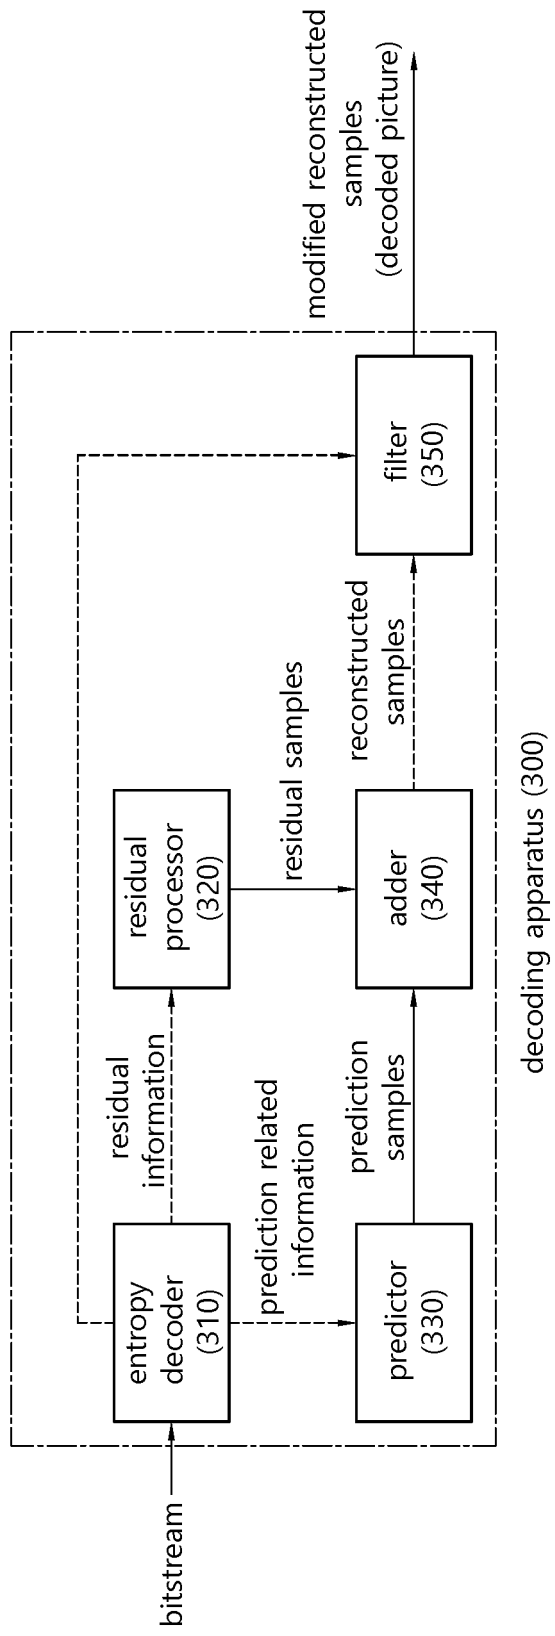 bitstream
entropy
decoder
(310)
residual
information
residual
processor
(320)
prediction related
information
residual samples
predictor
(330)
prediction
samples
adder
(340)
reconstructed
samples
filter
(350)
modified reconstructed
samples
(decoded picture)
decoding apparatus (300)